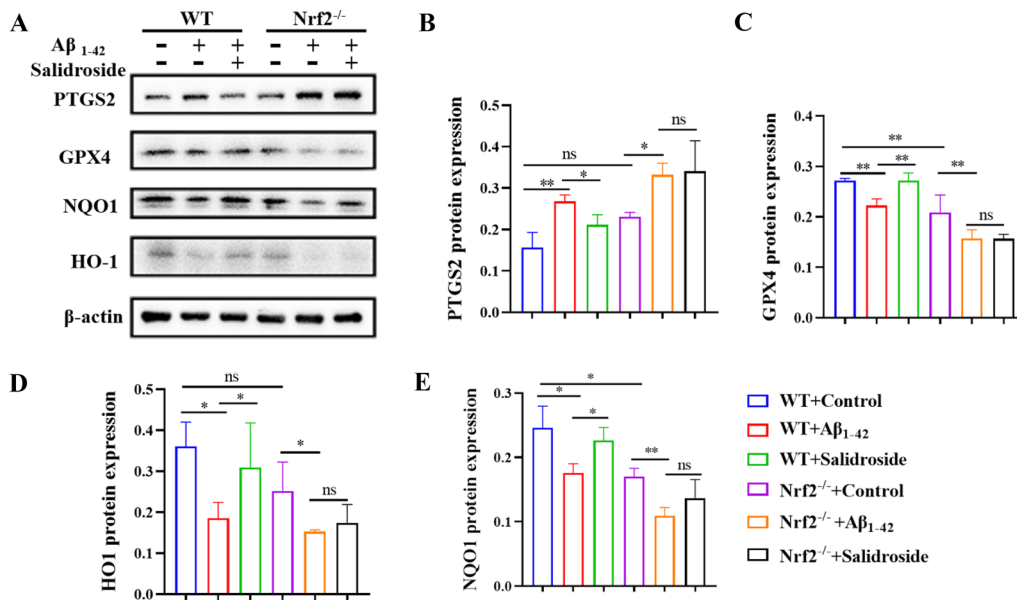 A
WT Nrf2-/-
Aβ 1-42 - + + - + +
Salidroside - - + - - +
PTGS2
GPX4
NQO1
HO-1
β-actin
B
PTGS2 protein expression
0.5
0.4
0.3
0.2
0.1
0.0
ns
**
*
*
ns
C
GPX4 protein expression
0.4
0.3
0.2
0.1
0.0
**
**
**
**
ns
D
HO1 protein expression
0.5
0.4
0.3
0.2
0.1
0.0
ns
*
*
*
ns
E
NQO1 protein expression
0.3
0.2
0.1
0.0
*
*
*
**
ns
WT+Control
WT+Aβ1-42
WT+Salidroside
Nrf2-/-+Control
Nrf2-/-+Aβ1-42
Nrf2-/-+Salidroside